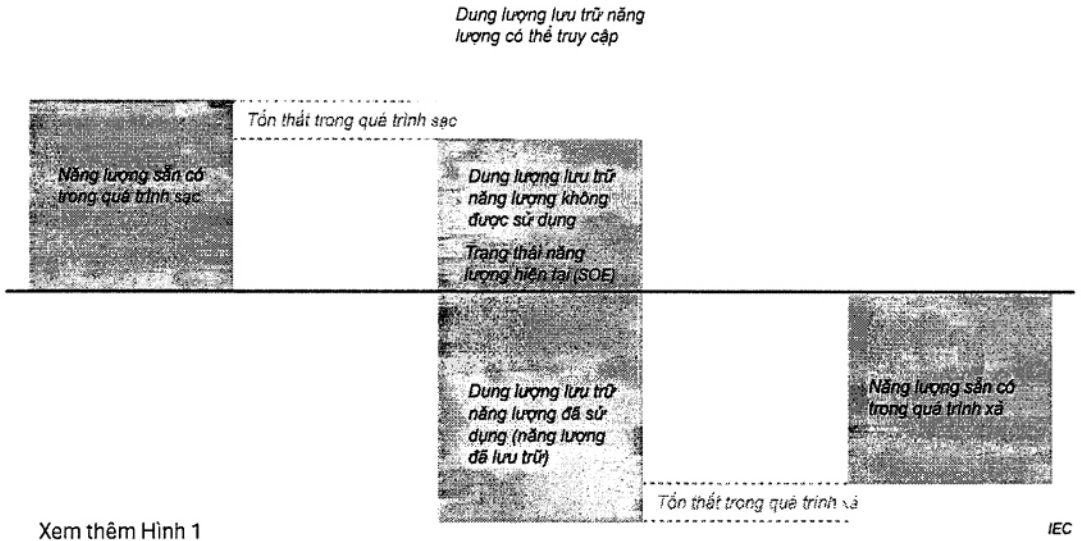 Dung lượng lưu trữ năng
lượng có thể truy cập
Tổn thất trong quá trình sạc
Năng lượng sẵn có
trong quá trình sạc
Dung lượng lưu trữ
năng lượng không
được sử dụng
Trạng thái năng
lượng hiện tại (SOE)
Dung lượng lưu trữ
năng lượng đã sử
dụng (năng lượng
đã lưu trữ)
Năng lượng sẵn có
trong quá trình xả
Tổn thất trong quá trình xả
Xem thêm Hình 1
IEC